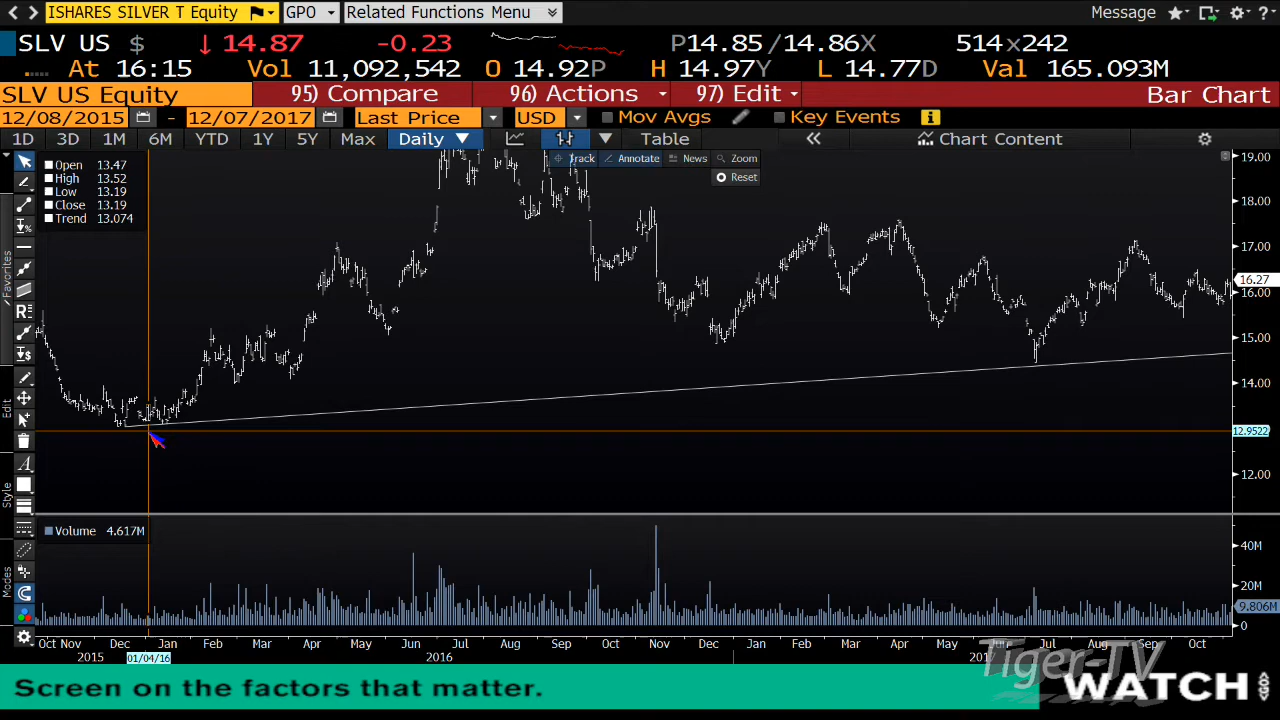 ISHARES SILVER T Equity GPO Related Functions Menu Message
SLV US $ ↓ 14.87 -0.23 P14.85/14.86X 514x242
At 16:15 Vol 11,092,542 O 14.92P H 14.97Y L 14.77D Val 165.093M
SLV US Equity 95) Compare 96) Actions 97) Edit Bar Chart
12/08/2015 - 12/07/2017 Last Price USD Mov Avgs Key Events
1D 3D 1M 6M YTD 1Y 5Y Max Daily Table « Chart Content
Track Annotate News Zoom
Reset
Open 13.47
High 13.52
Low 13.19
Close 13.19
Trend 13.074
19.00
18.00
17.00
16.27
16.00
15.00
14.00
12.9522
12.00
Favorites
Edit
Style
Modes
Volume 4.617M
40M
20M
9.806M
0
Oct Nov Dec Jan Feb Mar Apr May Jun Jul Aug Sep Oct Nov Dec Jan Feb Mar Apr May Jun Jul Aug Sep Oct
2015 01/04/16 2016 2017
Tiger-TV
Screen on the factors that matter.
WATCH